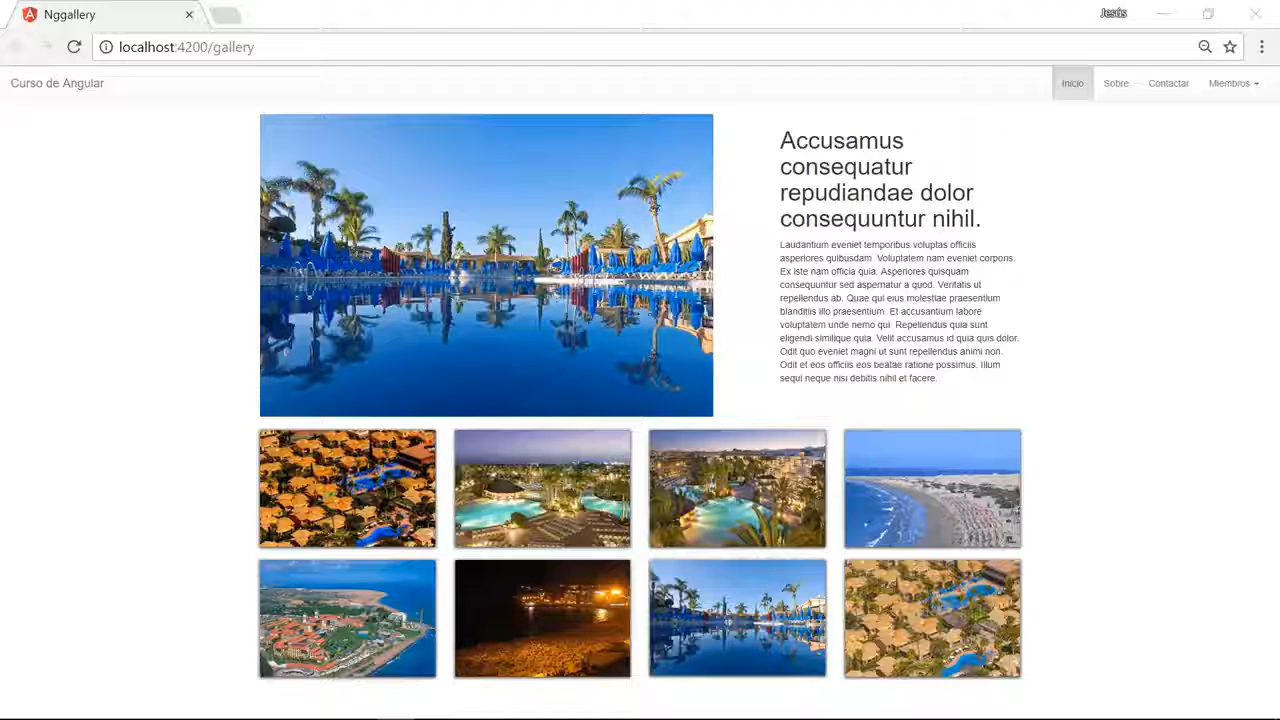 Nggallery
Jesús
localhost:4200/gallery
Curso de Angular
Inicio Sobre Contactar Miembros
Accusamus
consequatur
repudiandae dolor
consequuntur nihil.
Laudantium eveniet temporibus voluptas officiis
asperiores quibusdam Voluptatem nam eveniet corporis.
Ex iste nam officia quia. Asperiores quisquam
consequuntur sed aspernatur a quod. Veritatis ut
repellendus ab. Quae qui eius molestiae praesentium
blanditiis illo praesentium. Et accusantium labore
voluptatem unde nemo qui Repellendus quia sunt
eligendi similique quia. Velit accusamus id quia quis dolor.
Odit quo eveniet magni ut sunt repellendus animi non.
Odit et eos officiis eos beatae ratione possimus. Illum
sequi neque nisi debitis nihil et facere.